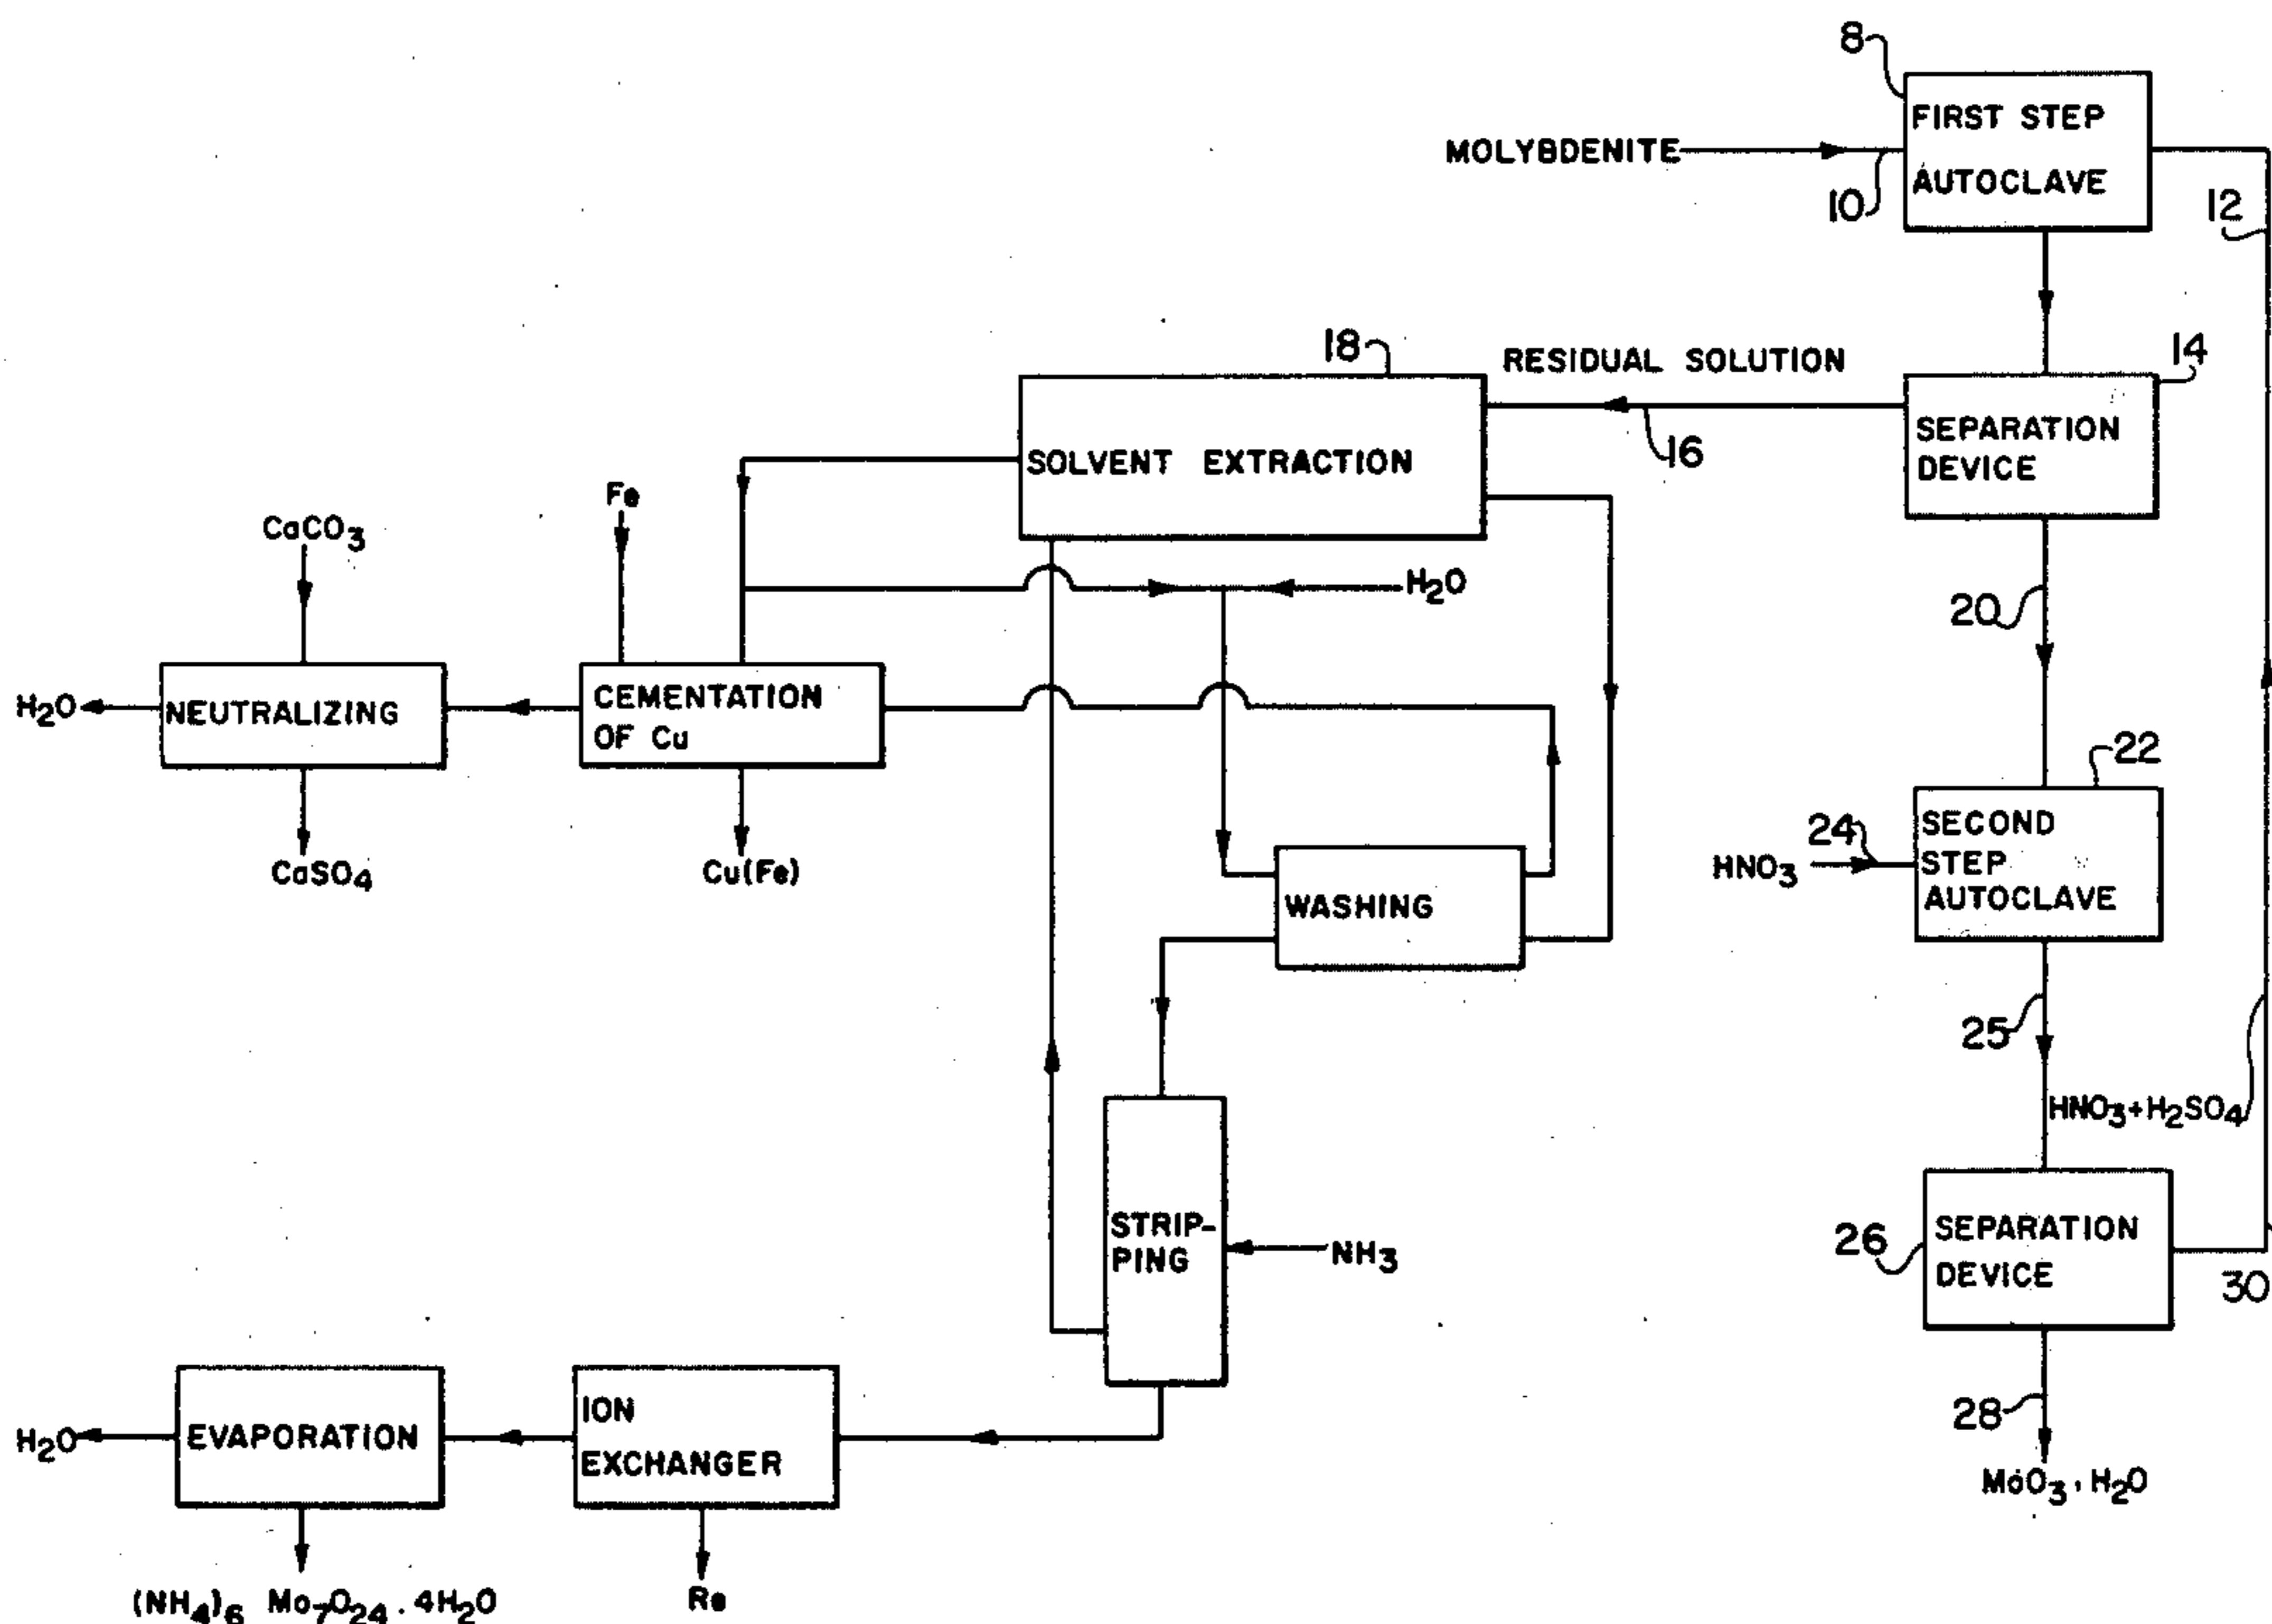 8
FIRST STEP
AUTOCLAVE
MOLYBDENITE
10
12
18
RESIDUAL SOLUTION
14
SEPARATION
DEVICE
SOLVENT EXTRACTION
16
Fe
CaCO3
H2O
20
H2O
NEUTRALIZING
CEMENTATION
OF Cu
22
SECOND
STEP
AUTOCLAVE
24
HNO3
CaSO4
Cu(Fe)
WASHING
25
HNO3+H2SO4
STRIP-
PING
NH3
26
SEPARATION
DEVICE
30
H2O
EVAPORATION
ION
EXCHANGER
28
MoO3.H2O
(NH4)6 Mo7O24.4H2O
Re